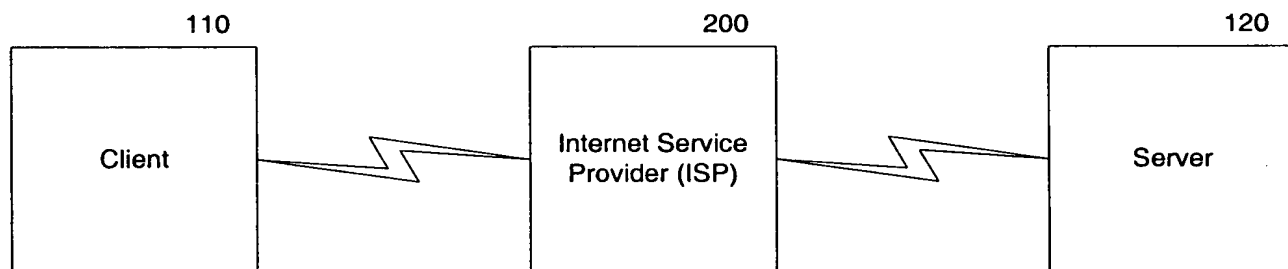 110
200
120
Client
Internet Service
Provider (ISP)
Server